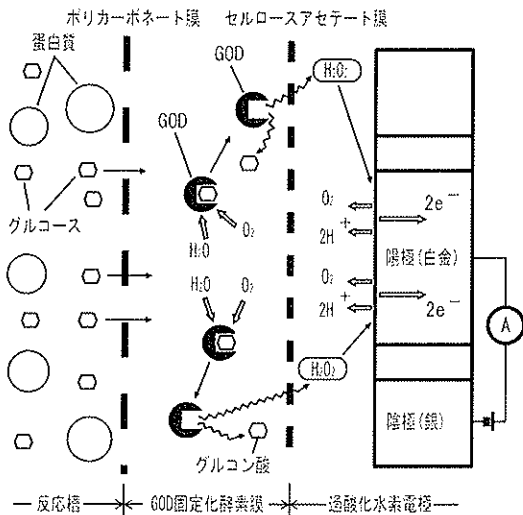 ポリカーボネート膜 セルロースアセテート膜
蛋白質
GOD
H₂O₂
GOD
グルコース
H₂O
O₂
O₂
2H⁺
2e⁻
陽極(白金)
O₂
2H⁺
2e⁻
H₂O
O₂
A
H₂O₂
陰極(銀)
グルコン酸
反応槽 GOD固定化酵素膜 過酸化水素電極